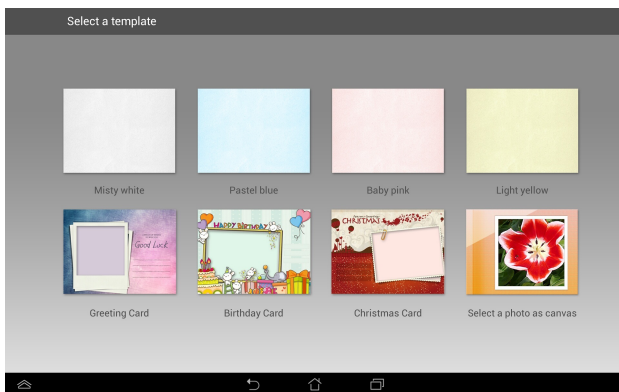 Select a template
Misty white
Pastel blue
Baby pink
Light yellow
Good Luck
HAPPY BIRTHDAY
CHRISTMAS
Greeting Card
Birthday Card
Christmas Card
Select a photo as canvas